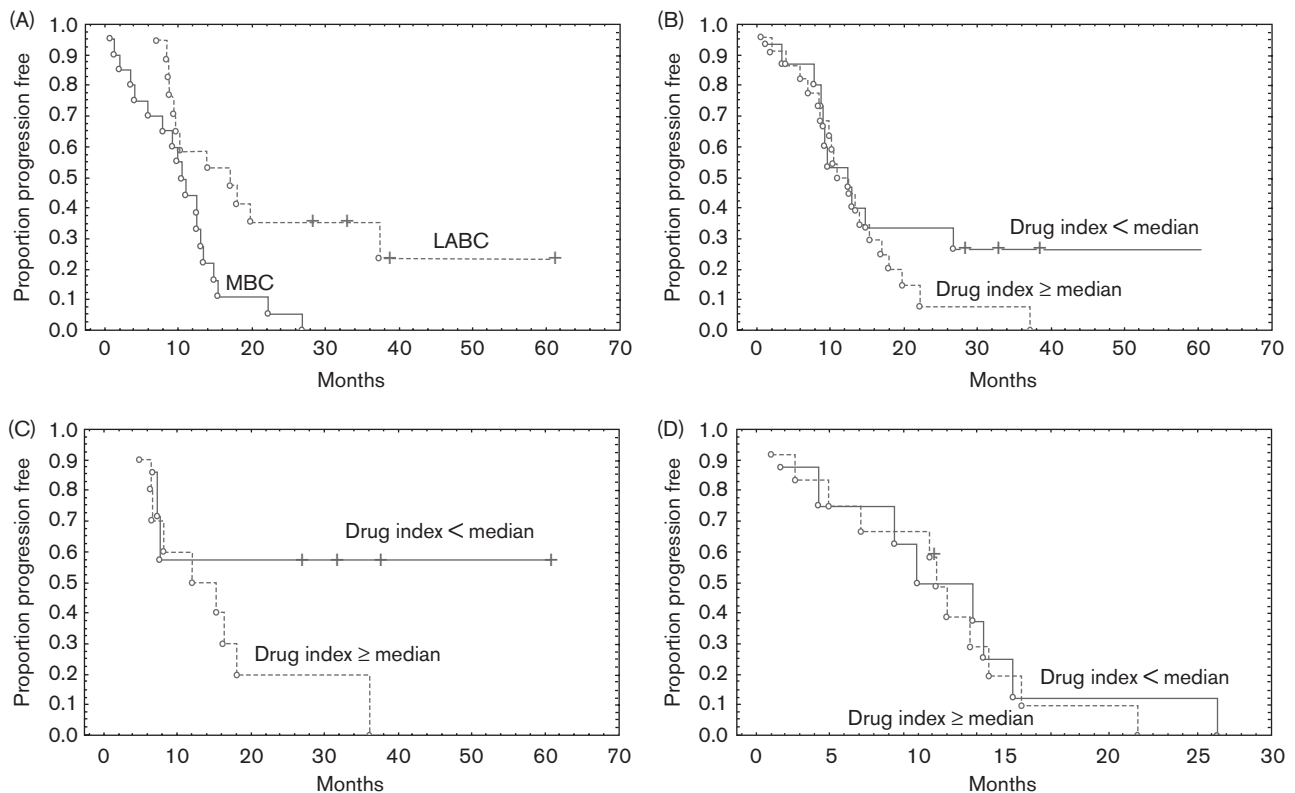 (A)
Proportion progression free
1.0
0.9
0.8
0.7
0.6
0.5
0.4
0.3
0.2
0.1
0.0
LABC
MBC
0 10 20 30 40 50 60 70
Months
(B)
Proportion progression free
1.0
0.9
0.8
0.7
0.6
0.5
0.4
0.3
0.2
0.1
0.0
Drug index < median
Drug index ≥ median
0 10 20 30 40 50 60 70
Months
(C)
Proportion progression free
1.0
0.9
0.8
0.7
0.6
0.5
0.4
0.3
0.2
0.1
0.0
Drug index < median
Drug index ≥ median
0 10 20 30 40 50 60 70
Months
(D)
Proportion progression free
1.0
0.9
0.8
0.7
0.6
0.5
0.4
0.3
0.2
0.1
0.0
Drug index < median
Drug index ≥ median
0 5 10 15 20 25 30
Months